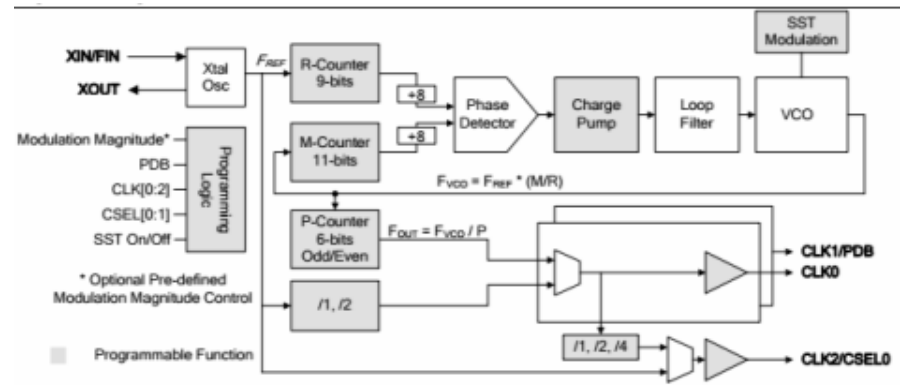 SST
Modulation
XIN/FIN
XOUT
Xtal
Osc
FREF
R-Counter
9-bits
÷8
Phase
Detector
Charge
Pump
Loop
Filter
VCO
M-Counter
11-bits
÷8
Modulation Magnitude*
PDB
CLK[0:2]
CSEL[0:1]
SST On/Off
Programming
Logic
FVCO = FREF * (M/R)
P-Counter
6-bits
Odd/Even
FOUT = FVCO / P
CLK1/PDB
CLK0
* Optional Pre-defined
Modulation Magnitude Control
/1, /2
/1, /2, /4
Programmable Function
CLK2/CSEL0